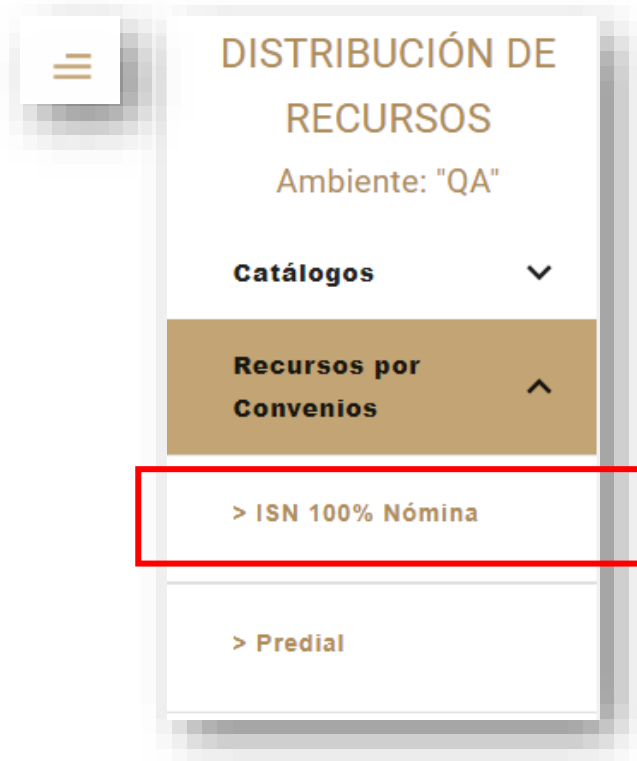 DISTRIBUCIÓN DE
RECURSOS
Ambiente: "QA"
Catálogos
Recursos por
Convenios
> ISN 100% Nómina
> Predial